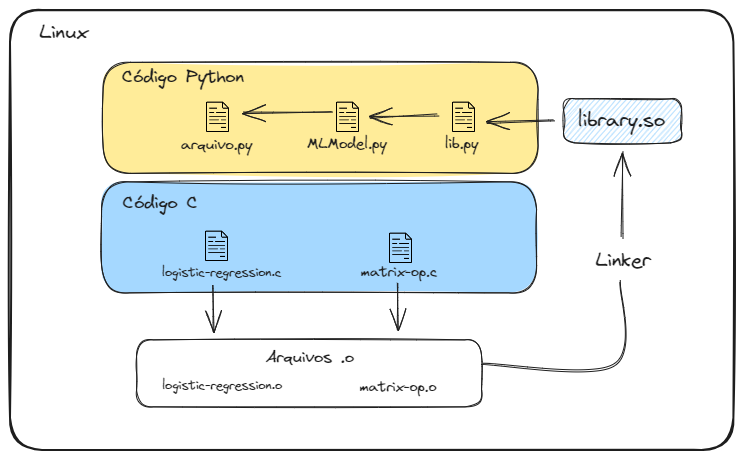 Linux
Código Python
arquivo.py
MLModel.py
lib.py
library.so
Código C
logistic-regression.c
matrix-op.c
Linker
Arquivos .o
logistic-regression.o
matrix-op.o